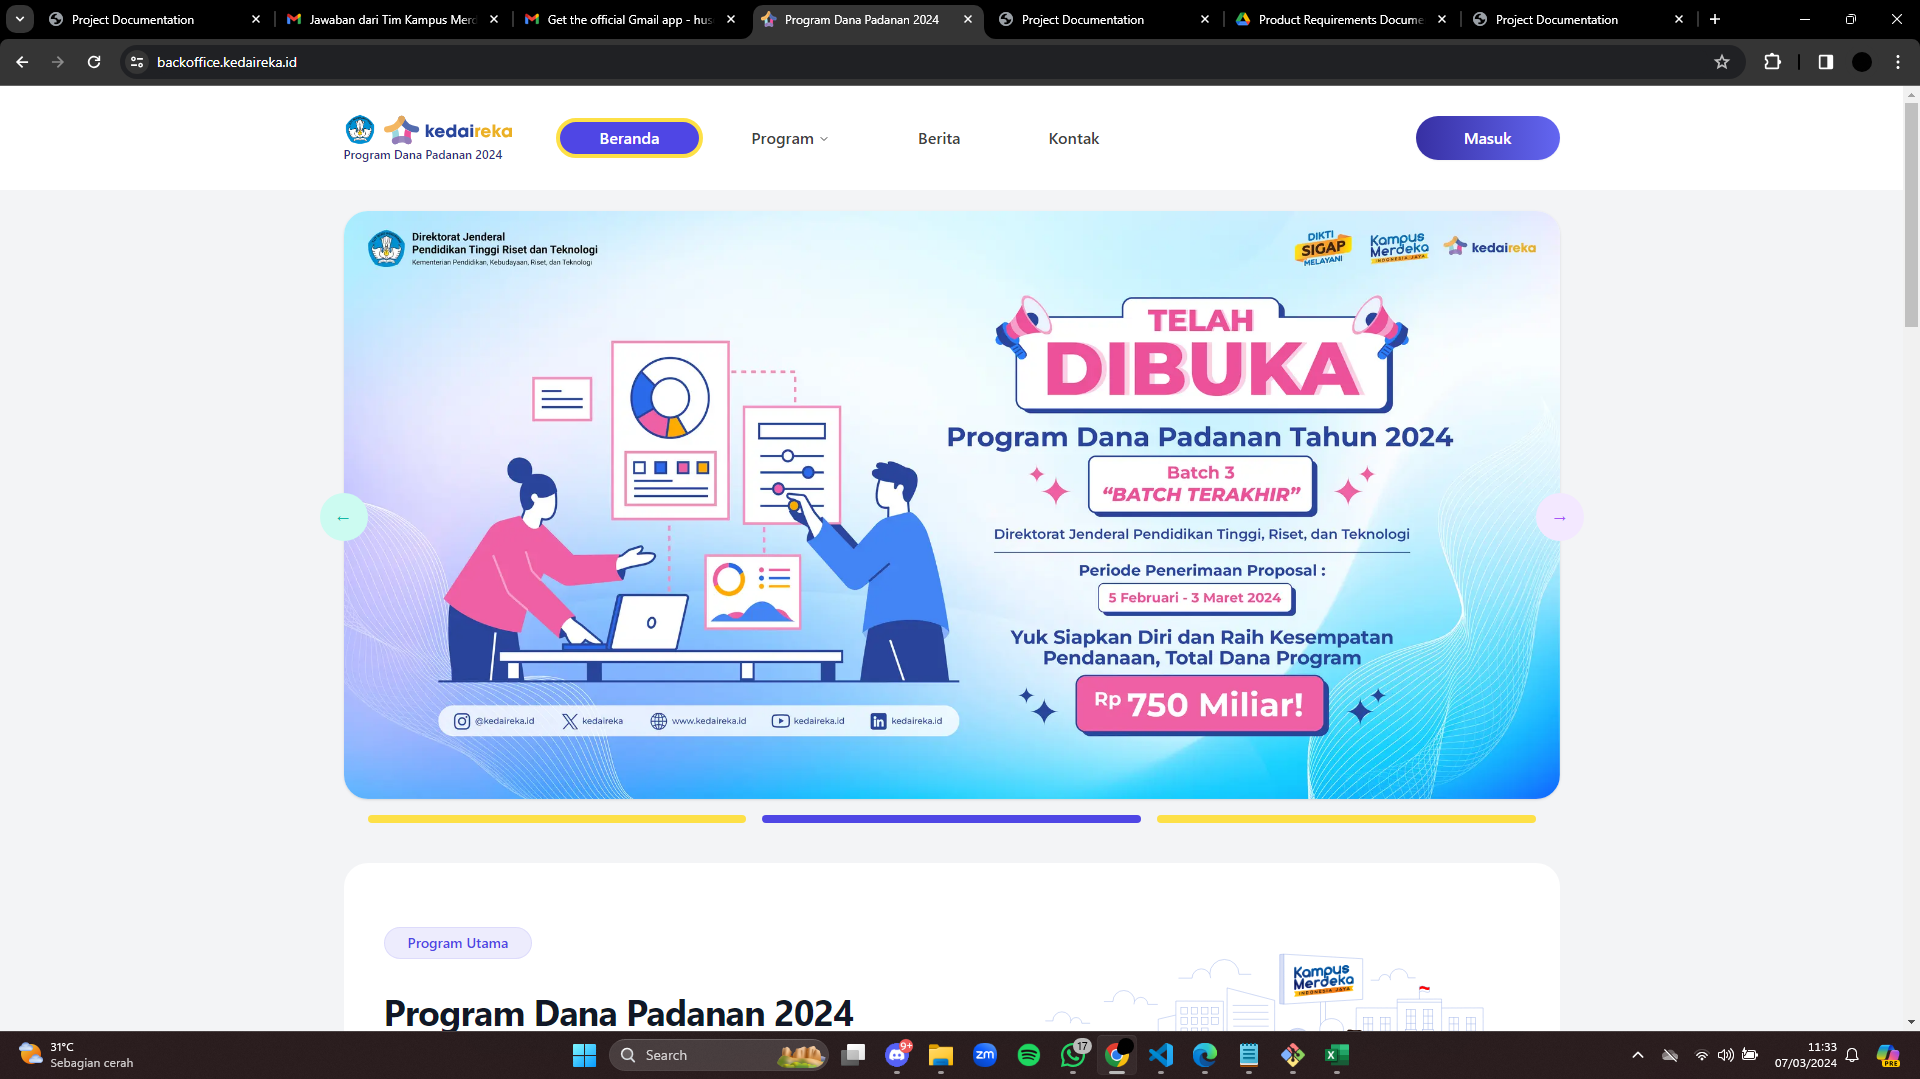 Project Documentation
Jawaban dari Tim Kampus Merd
Get the official Gmail app - hus
Program Dana Padanan 2024
Project Documentation
Product Requirements Docume
Project Documentation
backoffice.kedaireka.id
kedaireka
Program Dana Padanan 2024
Beranda
Program
Berita
Kontak
Masuk
Direktorat Jenderal
Pendidikan Tinggi Riset dan Teknologi
Kementerian Pendidikan, Kebudayaan, Riset, dan Teknologi
DIKTI
SIGAP
MELAYANI
Kampus
Merdeka
INDONESIA JAYA
kedaireka
TELAH
DIBUKA
Program Dana Padanan Tahun 2024
Batch 3
“BATCH TERAKHIR”
Direktorat Jenderal Pendidikan Tinggi, Riset, dan Teknologi
Periode Penerimaan Proposal :
5 Februari - 3 Maret 2024
Yuk Siapkan Diri dan Raih Kesempatan
Pendanaan, Total Dana Program
Rp 750 Miliar!
@kedaireka.id
kedaireka
www.kedaireka.id
kedaireka.id
kedaireka.id
←
→
Program Utama
Program Dana Padanan 2024
Kampus
Merdeka
INDONESIA JAYA
31°C
Sebagian cerah
Search
9+
zm
17
11:33
07/03/2024
PRE